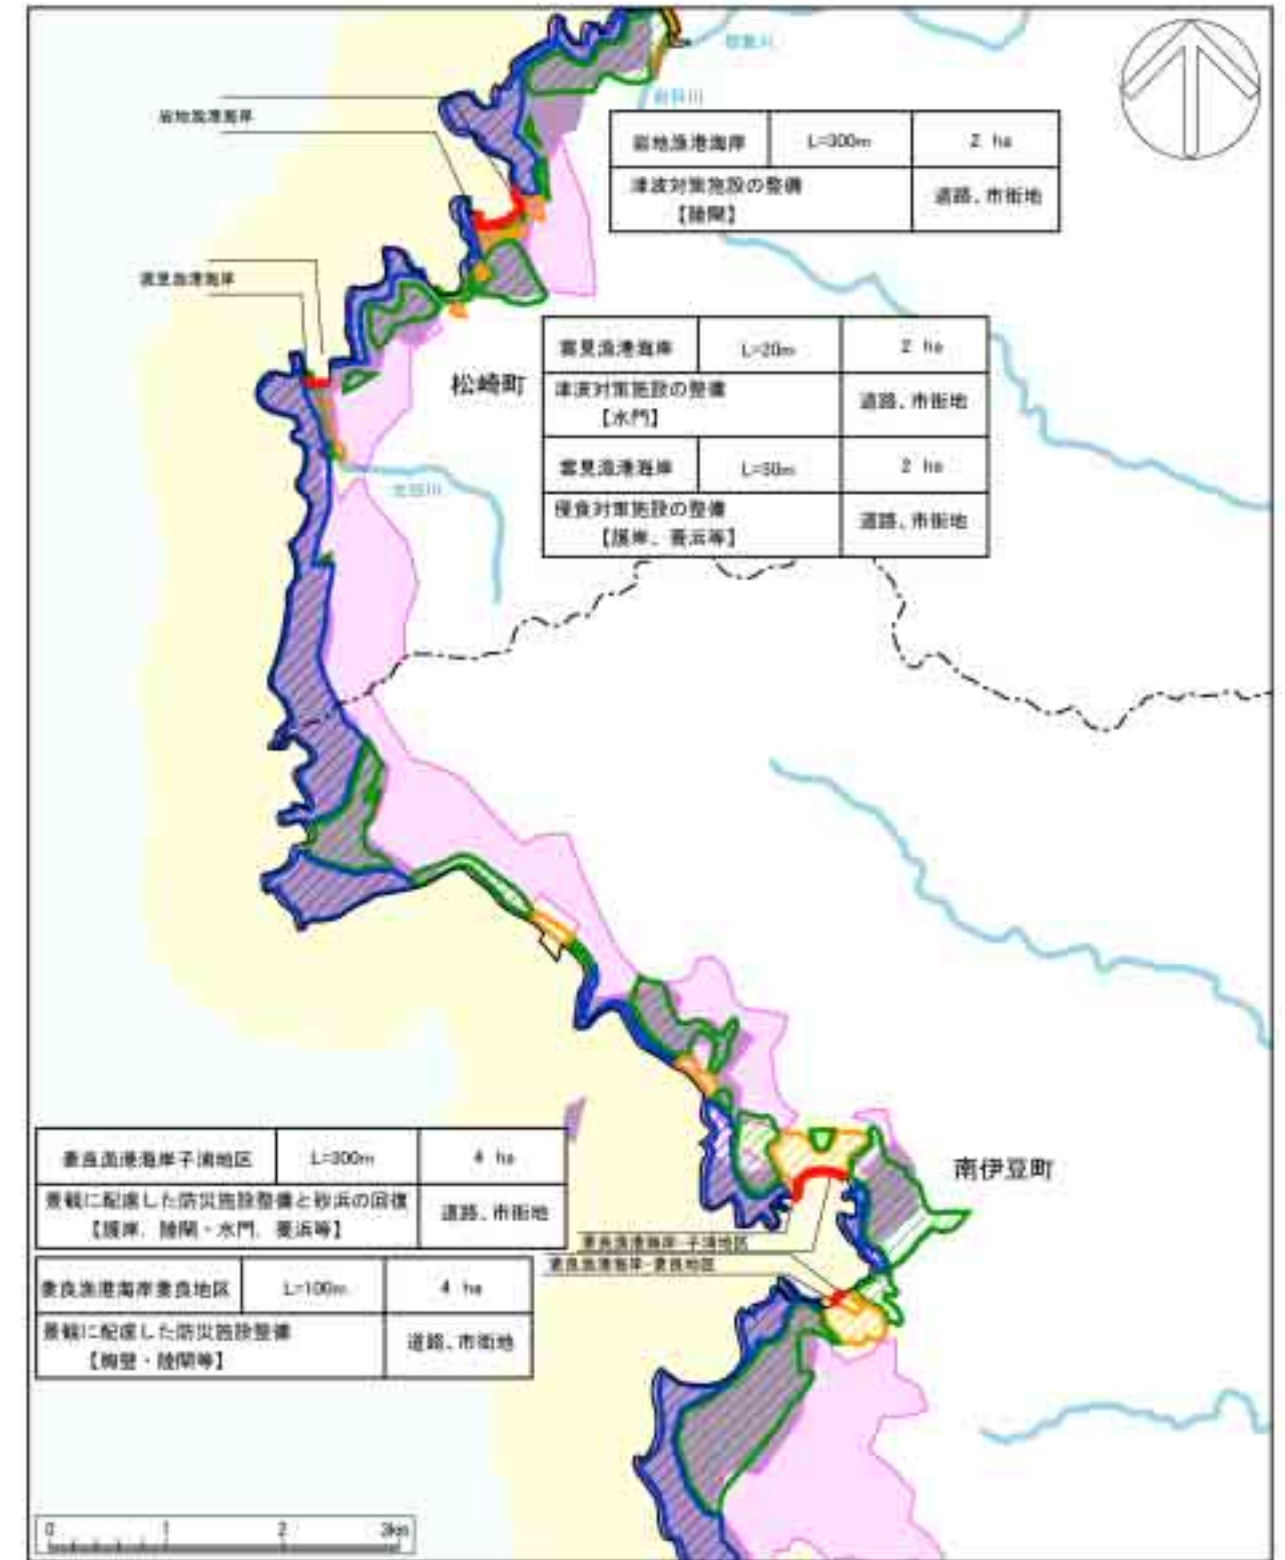 岩地漁港海岸
岩地漁港海岸 L=300m 2 ha
津波対策施設の整備 道路、市街地
【陸閘】
雲見漁港海岸
松崎町
雲見漁港海岸 L=20m 2 ha
津波対策施設の整備 道路、市街地
【水門】
雲見漁港海岸 L=50m 2 ha
侵食対策施設の整備 道路、市街地
【護岸、養浜等】
妻良漁港海岸子浦地区 L=300m 4 ha
景観に配慮した防災施設整備と砂浜の回復 道路、市街地
【護岸、陸閘・水門、養浜等】
南伊豆町
妻良漁港海岸-子浦地区
妻良漁港海岸-妻良地区
妻良漁港海岸妻良地区 L=100m 4 ha
景観に配慮した防災施設整備 道路、市街地
【胸壁・陸閘等】
0 1 2 3km